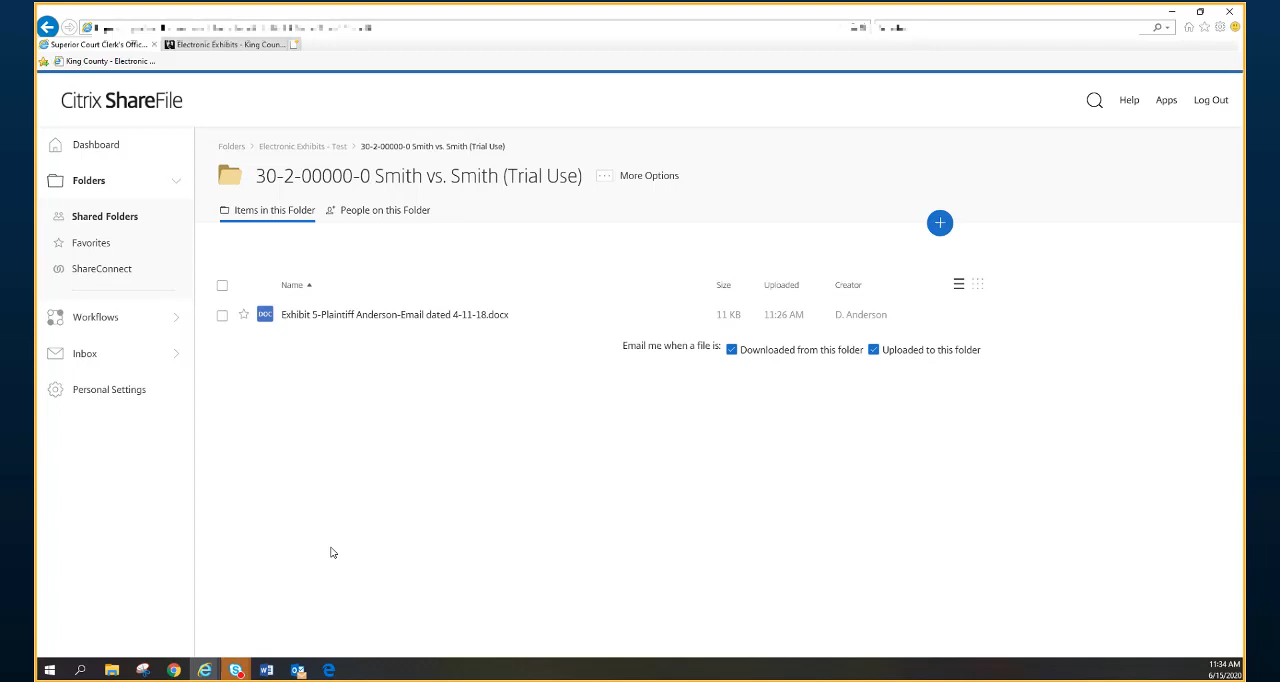 Superior Court Clerk's Offic...
Electronic Exhibits - King Coun...
King County - Electronic ...
Citrix ShareFile
Help
Apps
Log Out
Dashboard
Folders
Shared Folders
Favorites
ShareConnect
Workflows
Inbox
Personal Settings
Folders > Electronic Exhibits - Test > 30-2-00000-0 Smith vs. Smith (Trial Use)
30-2-00000-0 Smith vs. Smith (Trial Use)
More Options
Items in this Folder
People on this Folder
Name
Size
Uploaded
Creator
DOC
Exhibit 5-Plaintiff Anderson-Email dated 4-11-18.docx
11 KB
11:26 AM
D. Anderson
Email me when a file is:
Downloaded from this folder
Uploaded to this folder
11:34 AM
6/15/2020